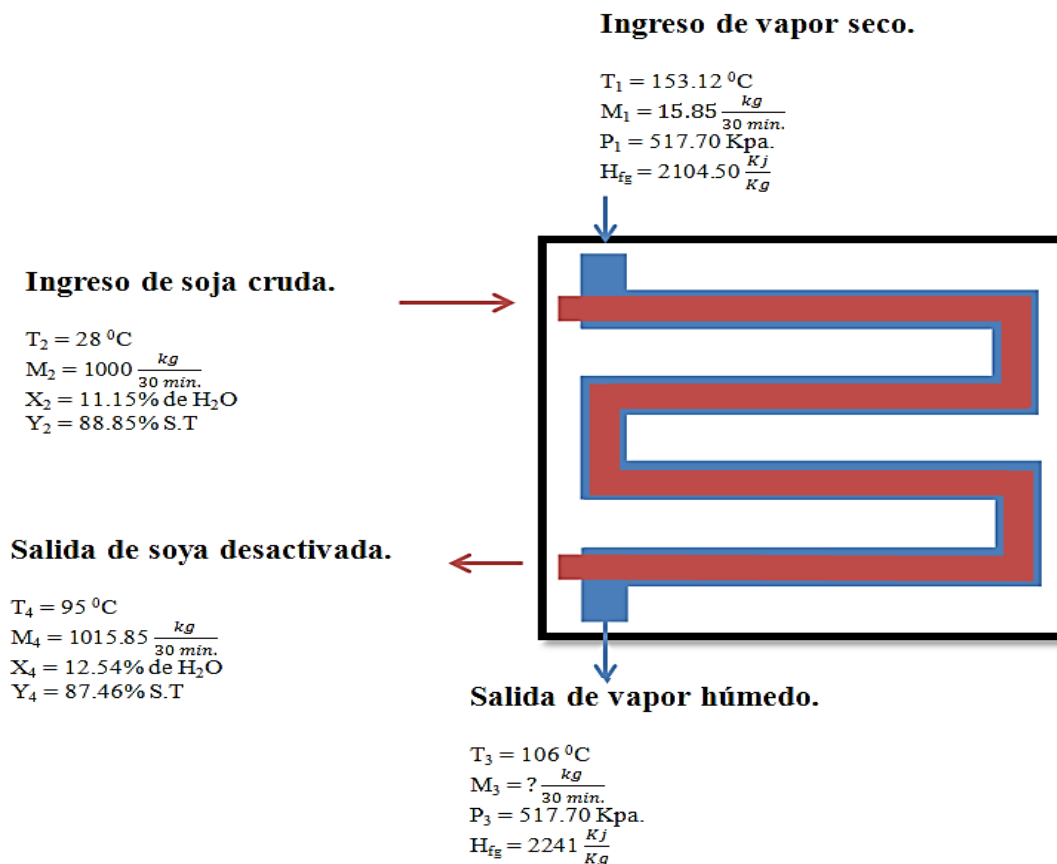 Ingreso de vapor seco.
T₁ = 153.12 ⁰C
M₁ = 15.85 kg/30 min.
P₁ = 517.70 Kpa.
H_fg = 2104.50 Kj/Kg
Ingreso de soja cruda.
T₂ = 28 ⁰C
M₂ = 1000 kg/30 min.
X₂ = 11.15% de H₂O
Y₂ = 88.85% S.T
Salida de soya desactivada.
T₄ = 95 ⁰C
M₄ = 1015.85 kg/30 min.
X₄ = 12.54% de H₂O
Y₄ = 87.46% S.T
Salida de vapor húmedo.
T₃ = 106 ⁰C
M₃ = ? kg/30 min.
P₃ = 517.70 Kpa.
H_fg = 2241 Kj/Kg